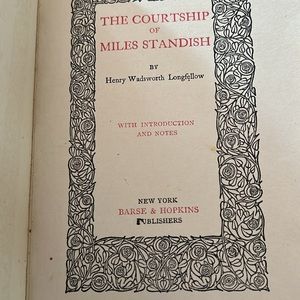 THE COURTSHIP
OF
MILES STANDISH
BY
Henry Wadsworth Longfellow
WITH INTRODUCTION
AND NOTES
NEW YORK
BARSE & HOPKINS
PUBLISHERS